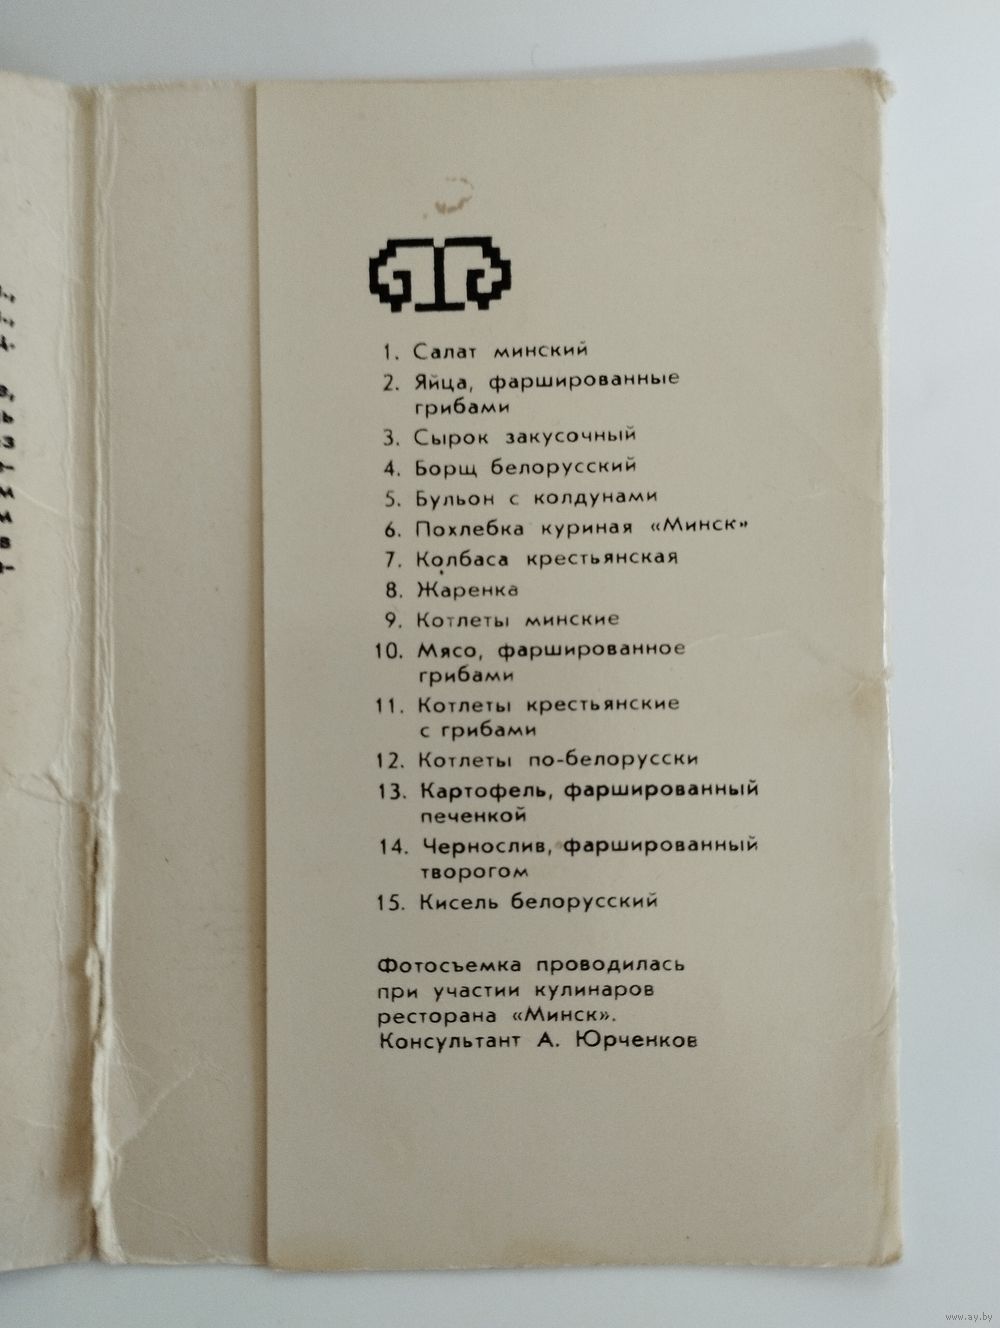 1. Салат минский
2. Яйца, фаршированные
грибами
3. Сырок закусочный
4. Борщ белорусский
5. Бульон с колдунами
6. Похлебка куриная «Минск»
7. Колбаса крестьянская
8. Жаренка
9. Котлеты минские
10. Мясо, фаршированное
грибами
11. Котлеты крестьянские
с грибами
12. Котлеты по-белорусски
13. Картофель, фаршированный
печенкой
14. Чернослив, фаршированный
творогом
15. Кисель белорусский
Фотосъемка проводилась
при участии кулинаров
ресторана «Минск».
Консультант А. Юрченков
www.ay.by